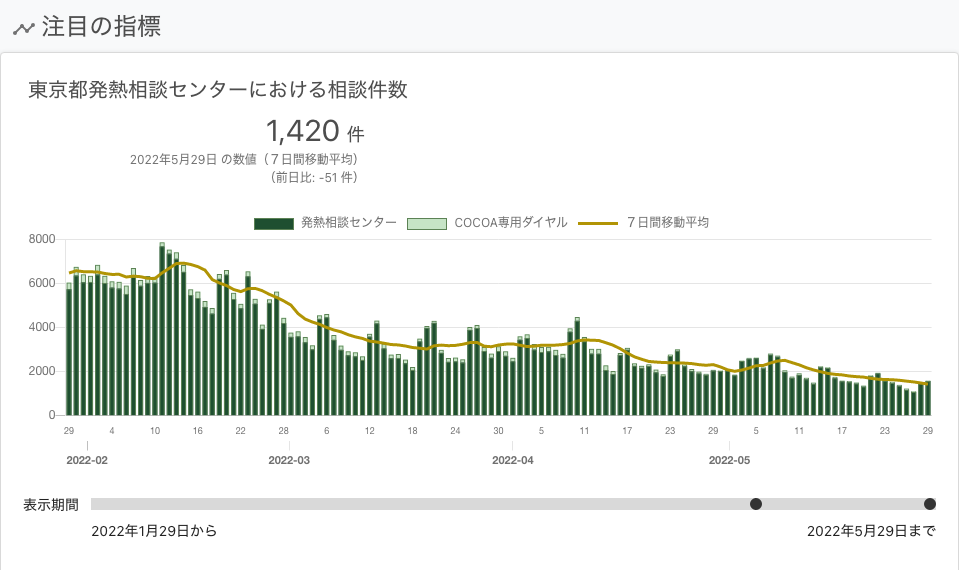 注目の指標
東京都発熱相談センターにおける相談件数
1,420 件
2022年5月29日 の数値（７日間移動平均）
（前日比: -51 件）
発熱相談センター COCOA専用ダイヤル ７日間移動平均
8000
6000
4000
2000
0
29 4 10 16 22 28 6 12 18 24 30 5 11 17 23 29 5 11 17 23 29
2022-02 2022-03 2022-04 2022-05
表示期間
2022年1月29日から 2022年5月29日まで